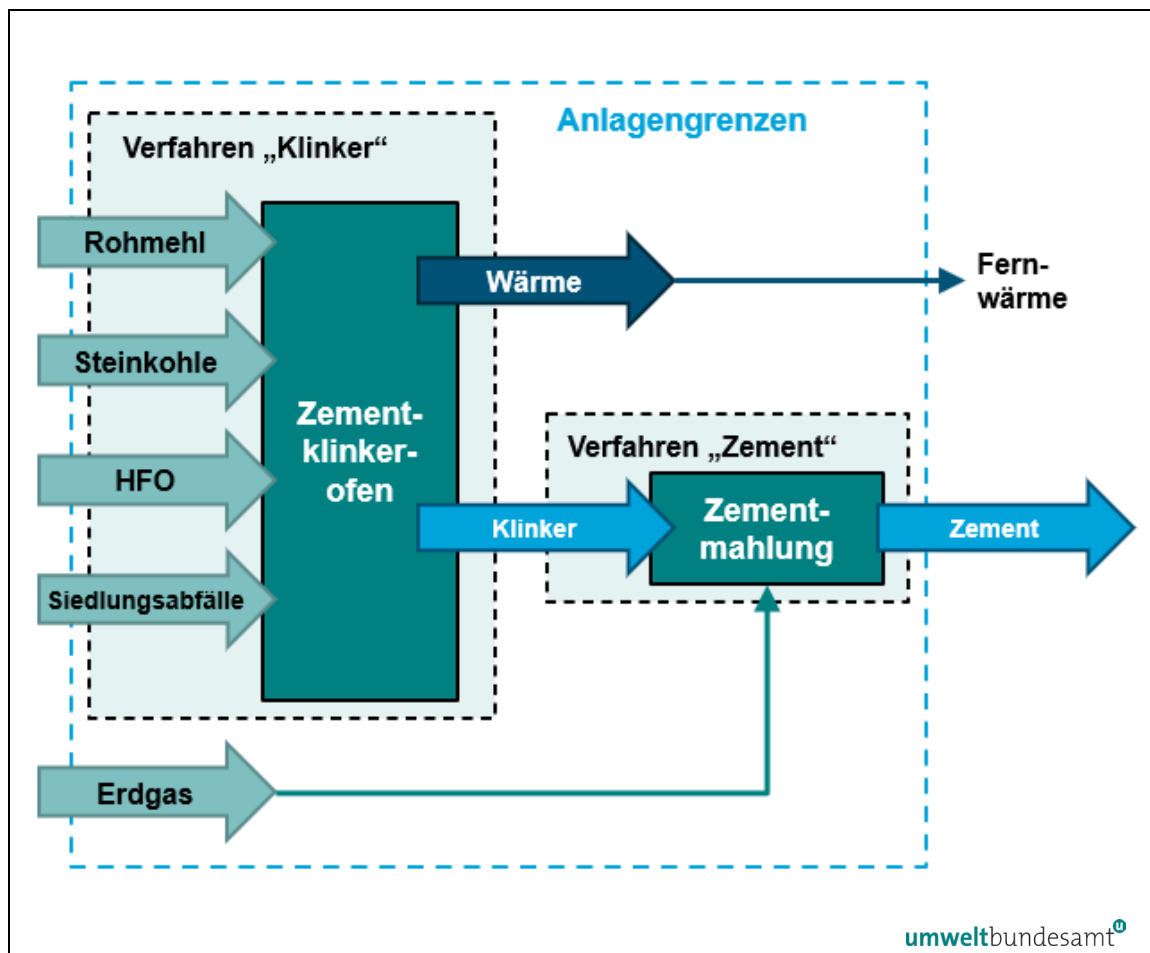 Anlagengrenzen
Verfahren „Klinker“
Rohmehl
Steinkohle
HFO
Siedlungsabfälle
Zement-
klinker-
ofen
Wärme
Fern-
wärme
Verfahren „Zement“
Klinker
Zement-
mahlung
Zement
Erdgas
umweltbundesamt
u